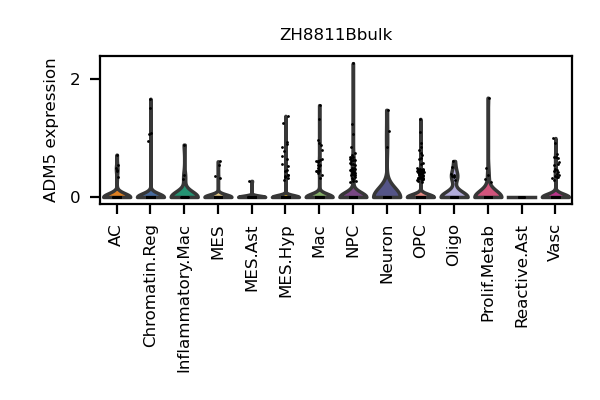 ZH8811Bbulk
ADM5 expression
2
0
AC
Chromatin.Reg
Inflammatory.Mac
MES
MES.Ast
MES.Hyp
Mac
NPC
Neuron
OPC
Oligo
Prolif.Metab
Reactive.Ast
Vasc